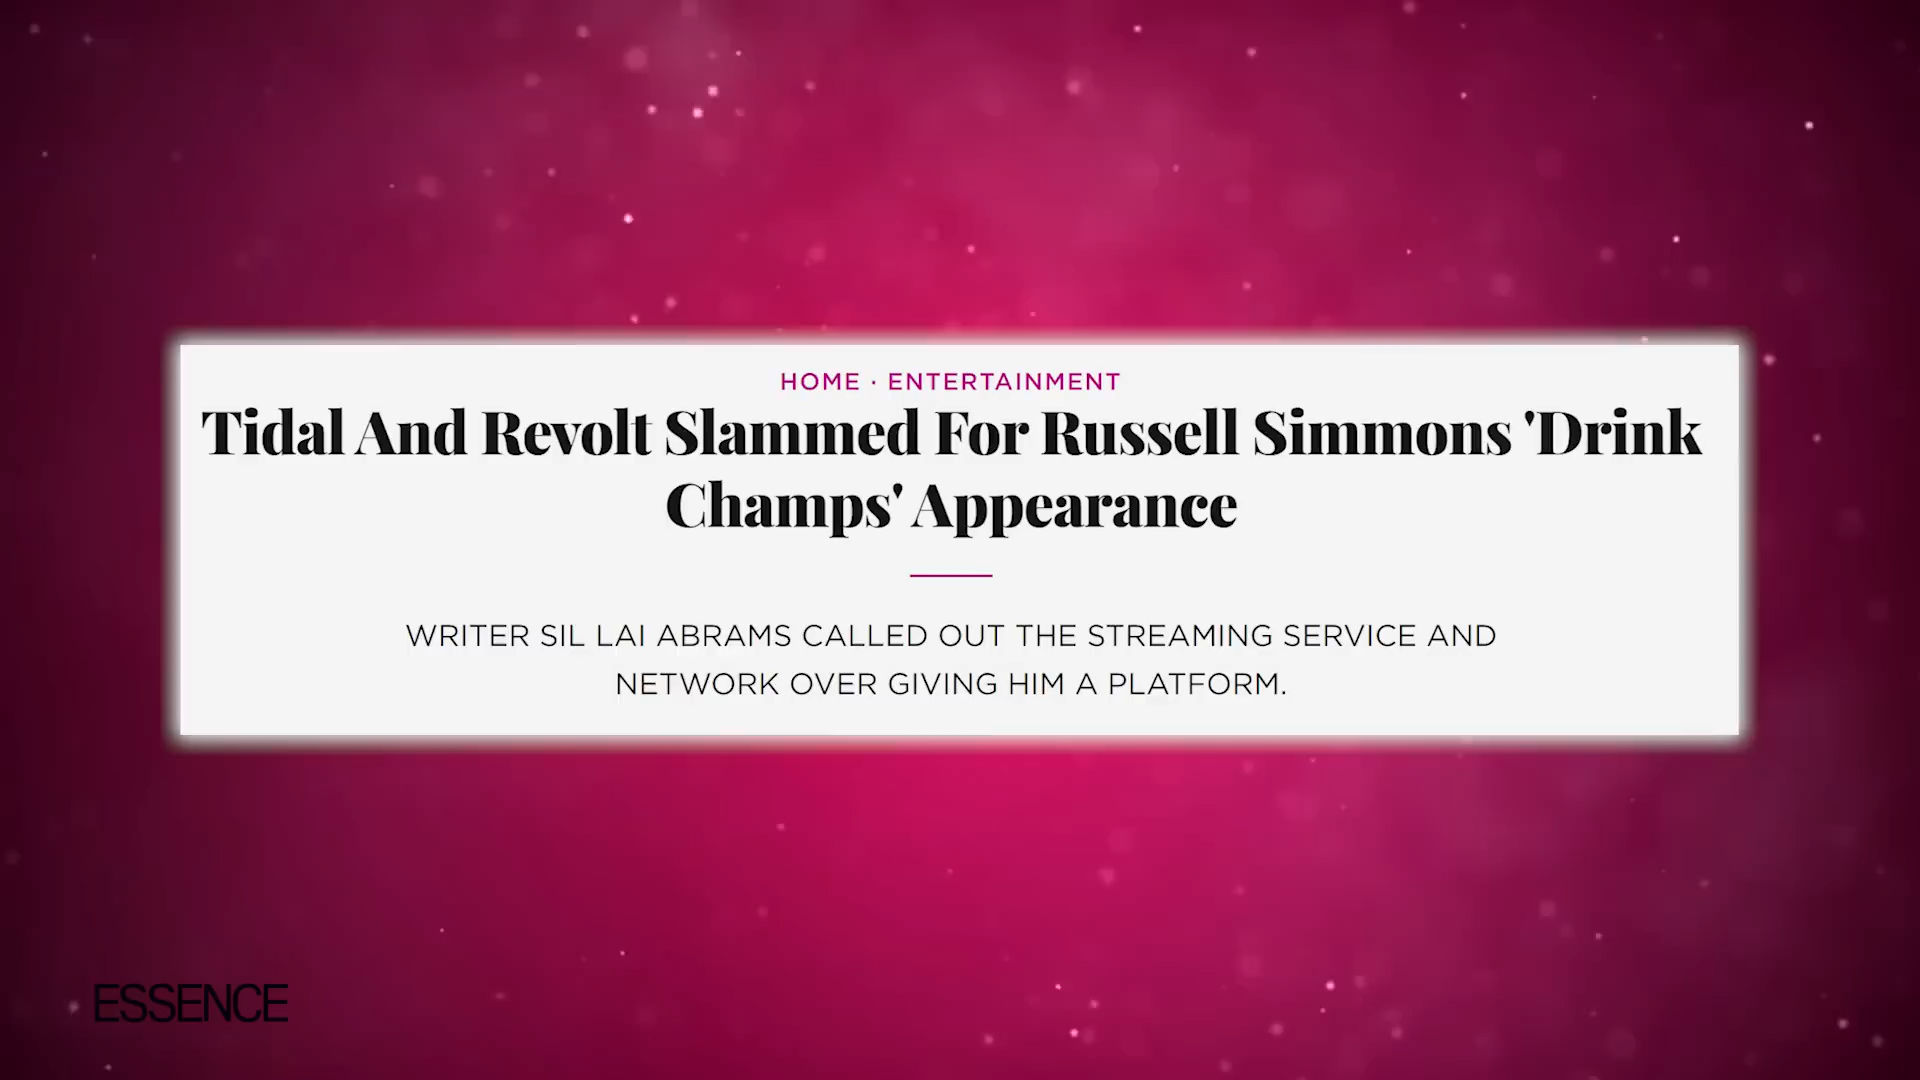 HOME · ENTERTAINMENT
Tidal And Revolt Slammed For Russell Simmons 'Drink
Champs' Appearance
WRITER SIL LAI ABRAMS CALLED OUT THE STREAMING SERVICE AND
NETWORK OVER GIVING HIM A PLATFORM.
ESSENCE